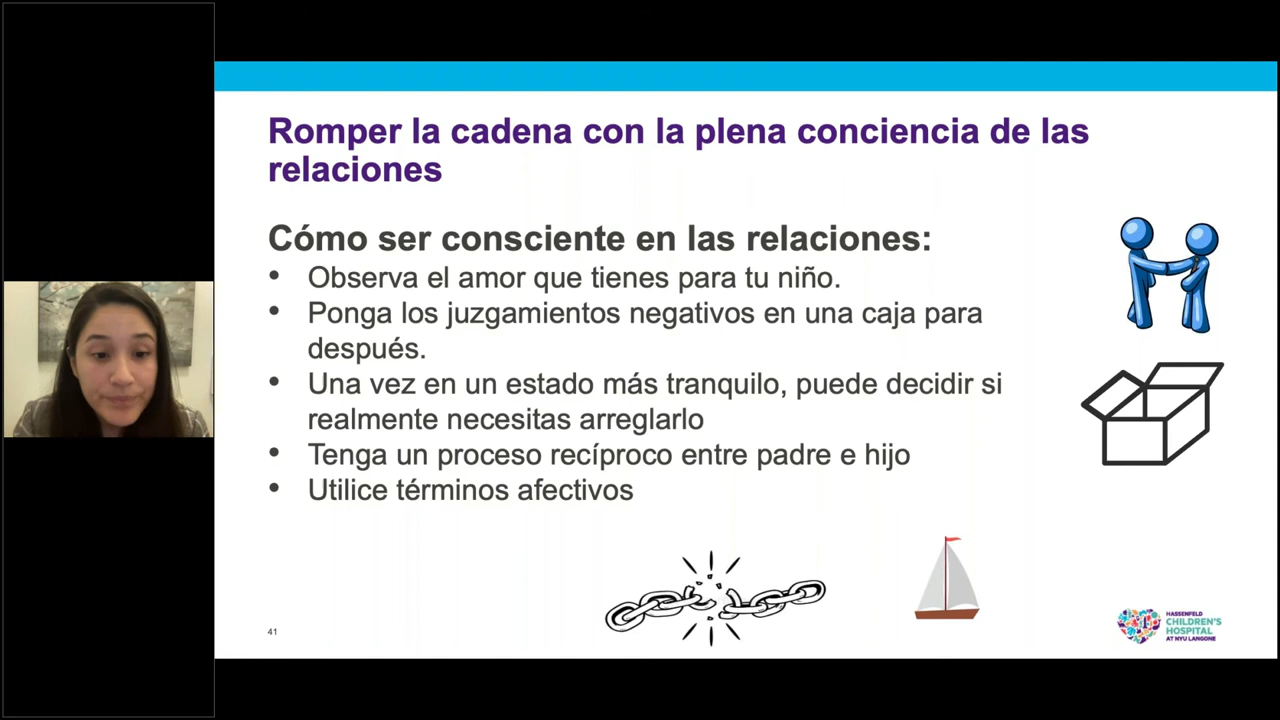 Romper la cadena con la plena conciencia de las
relaciones
Cómo ser consciente en las relaciones:
• Observa el amor que tienes para tu niño.
• Ponga los juzgamientos negativos en una caja para
después.
• Una vez en un estado más tranquilo, puede decidir si
realmente necesitas arreglarlo
• Tenga un proceso recíproco entre padre e hijo
• Utilice términos afectivos
41
HASSENFELD
CHILDREN'S
HOSPITAL
AT NYU LANGONE